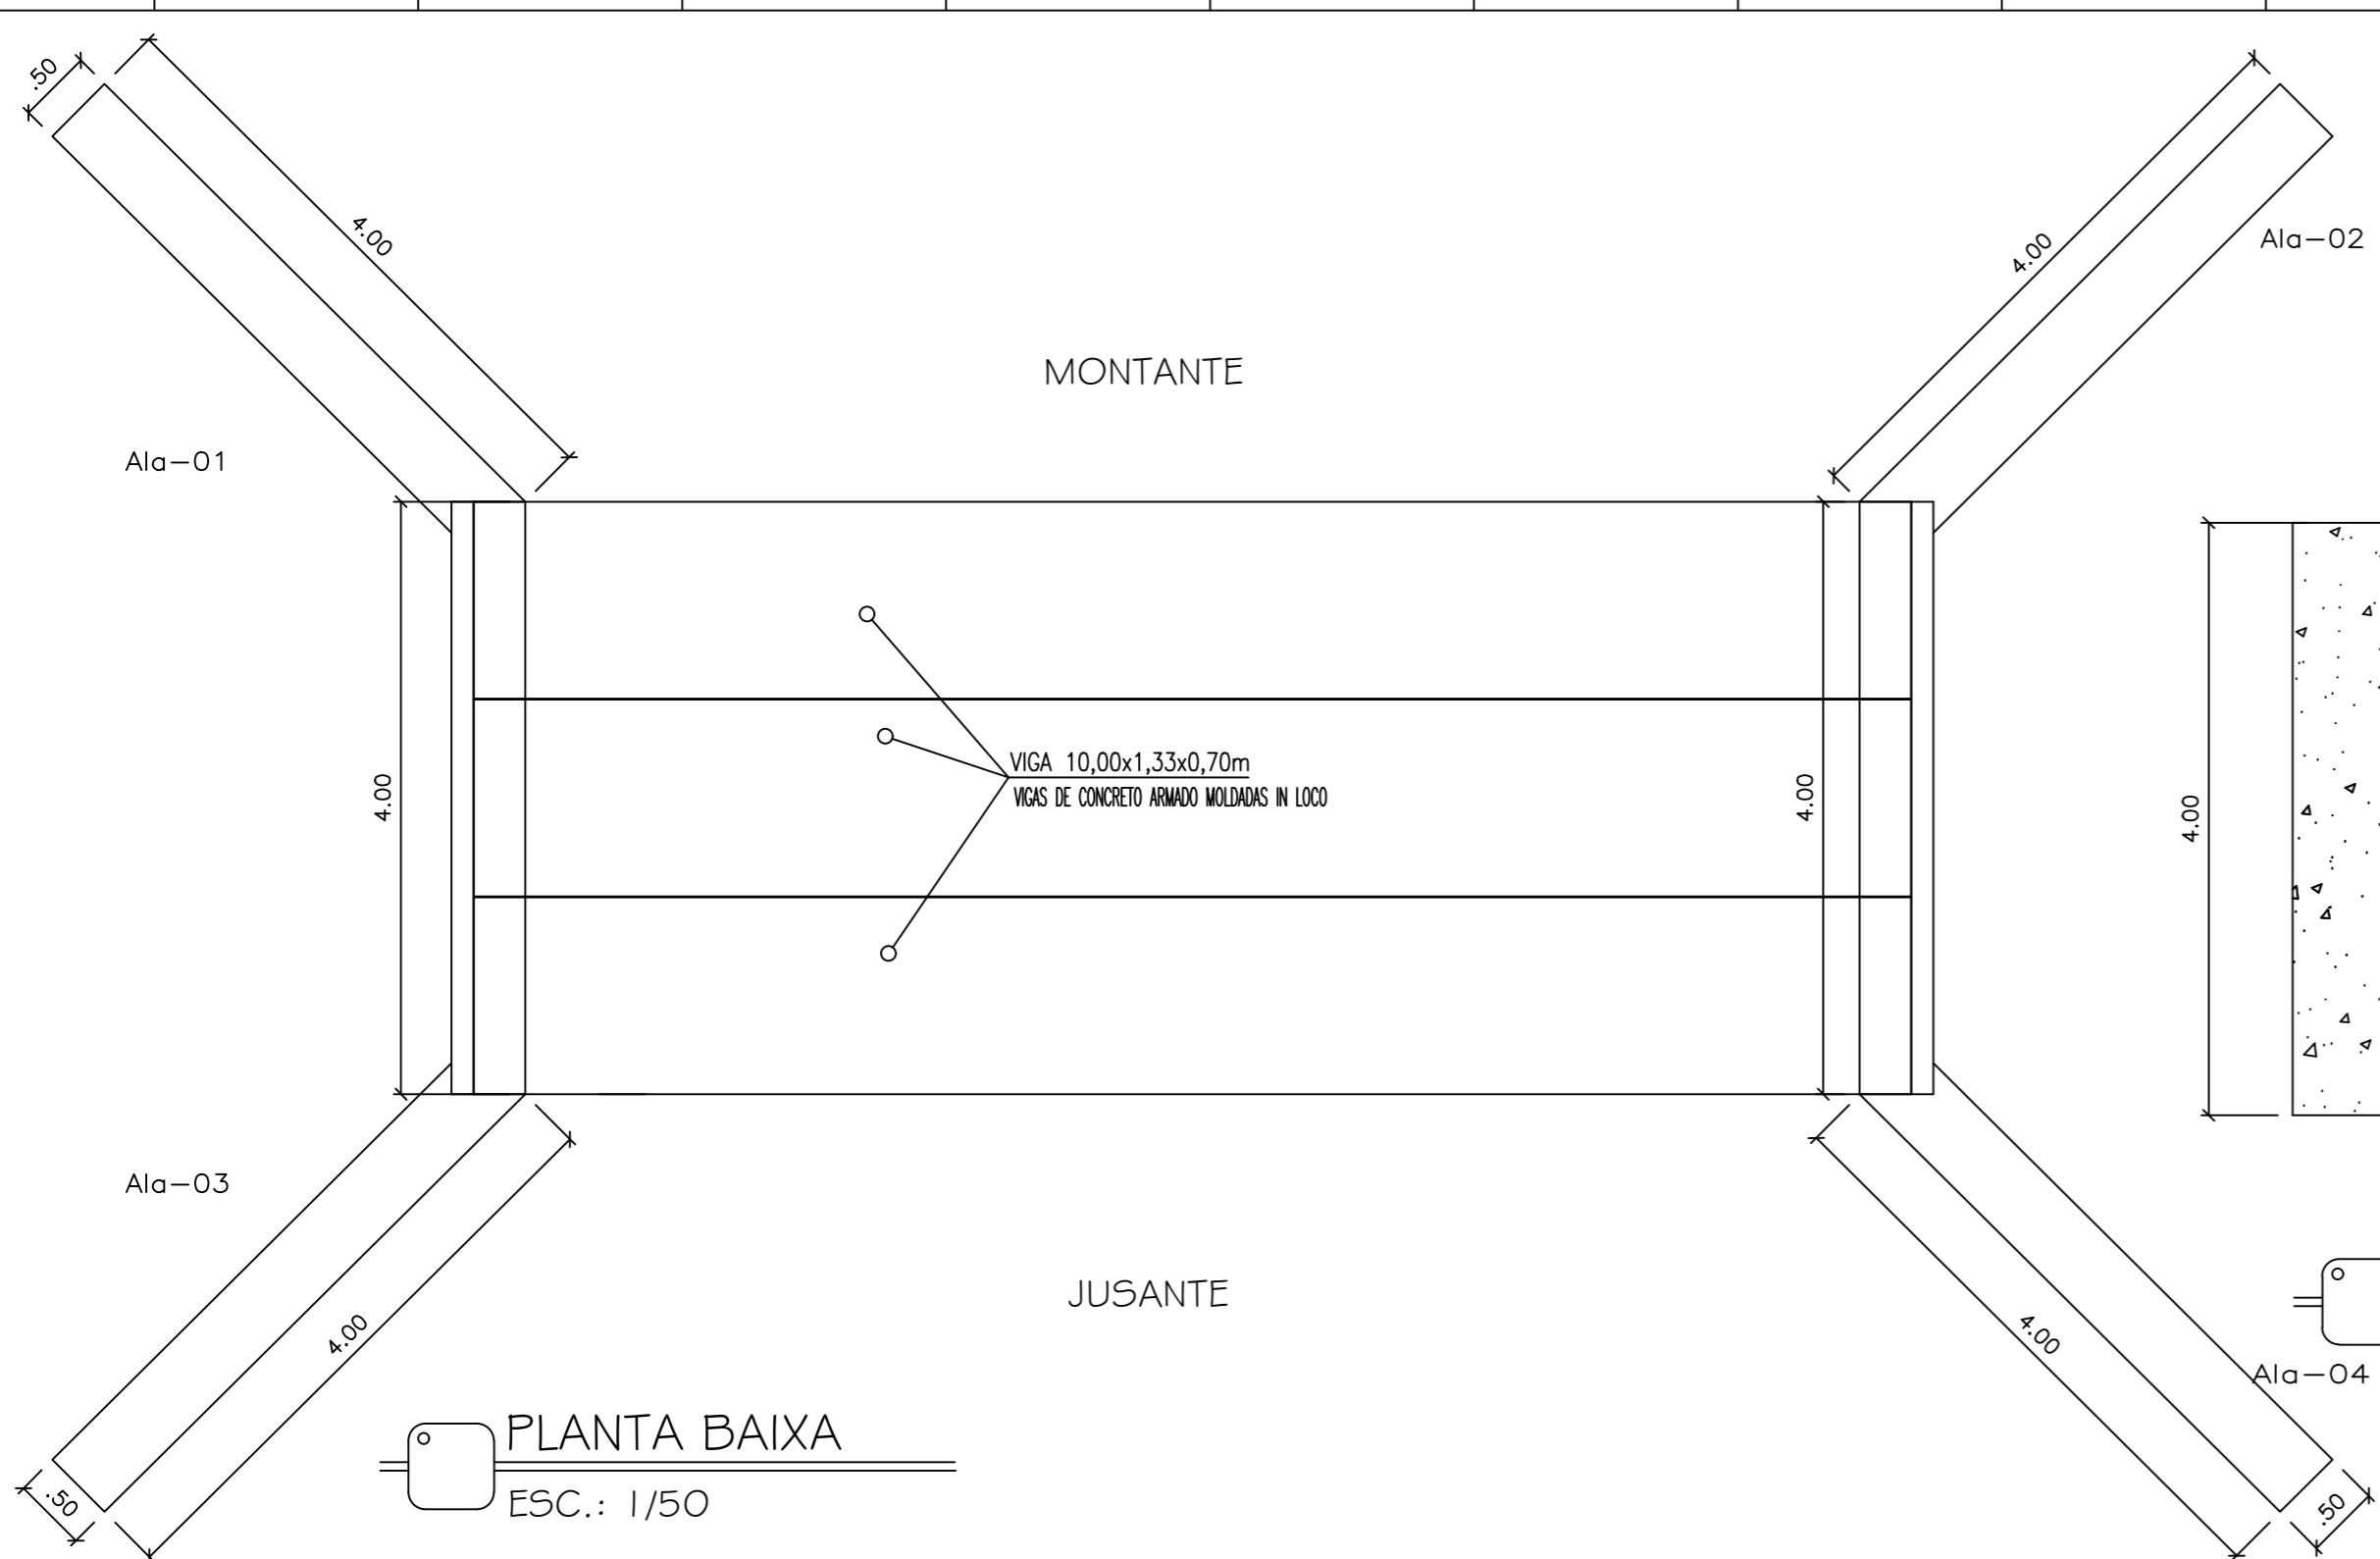 .50
4.00
4.00
Ala-02
MONTANTE
Ala-01
VIGA 10,00x1,33x0,70m
VIGAS DE CONCRETO ARMADO MOLDADAS IN LOCO
4.00
4.00
4.00
Ala-03
JUSANTE
4.00
4.00
Ala-04
PLANTA BAIXA
.50
ESC.: 1/50
.50